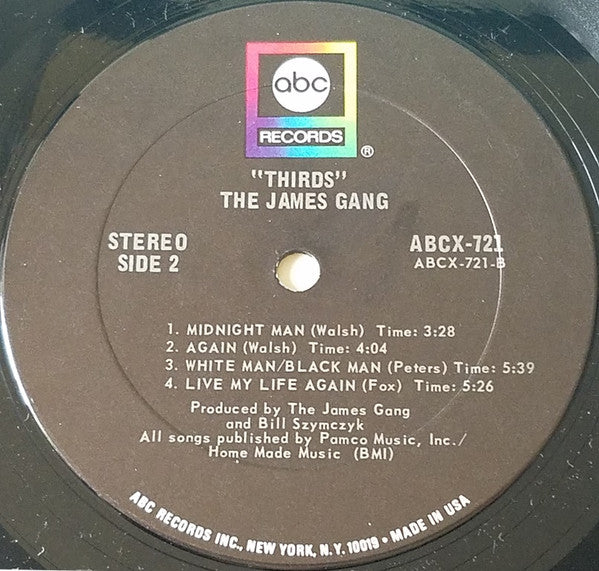 abc
RECORDS
®
"THIRDS"
THE JAMES GANG
STEREO
SIDE 2
ABCX-721
ABCX-721-B
1. MIDNIGHT MAN (Walsh) Time: 3:28
2. AGAIN (Walsh) Time: 4:04
3. WHITE MAN/BLACK MAN (Peters) Time: 5:39
4. LIVE MY LIFE AGAIN (Fox) Time: 5:26
Produced by The James Gang
and Bill Szymczyk
All songs published by Pamco Music, Inc./
Home Made Music (BMI)
ABC RECORDS INC., NEW YORK, N.Y. 10019 • MADE IN USA